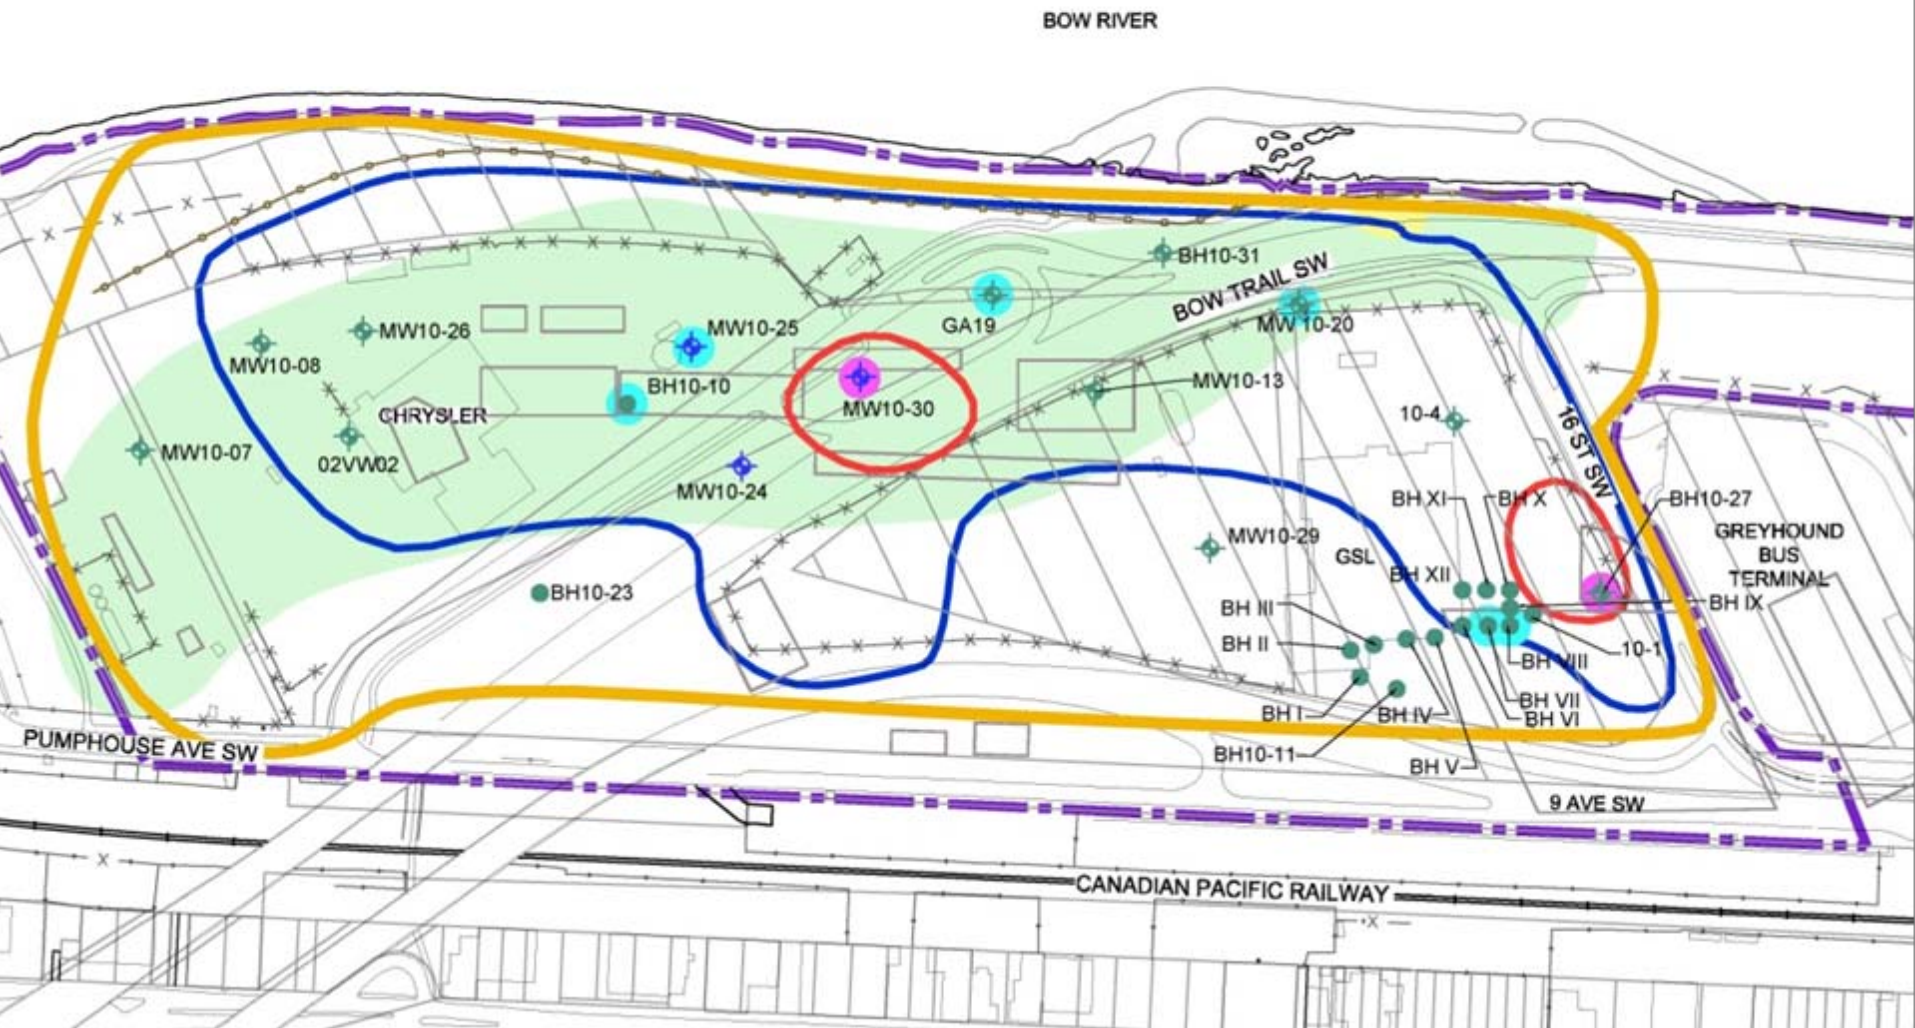 BOW RIVER
BH10-31
BOW TRAIL SW
GA19
MW 10-20
MW10-25
MW10-26
MW10-08
BH10-10
MW10-30
MW10-13
CHRYSLER
10-4
16 ST SW
MW10-07
02VW02
MW10-24
BH XI
BH X
BH10-27
GREYHOUND
BUS
TERMINAL
MW10-29
GSL
BH XII
BH10-23
BH III
BH IX
BH II
10-1
BH VIII
BH VII
BH I
BH IV
BH VI
PUMPHOUSE AVE SW
BH10-11
BH V
9 AVE SW
CANADIAN PACIFIC RAILWAY